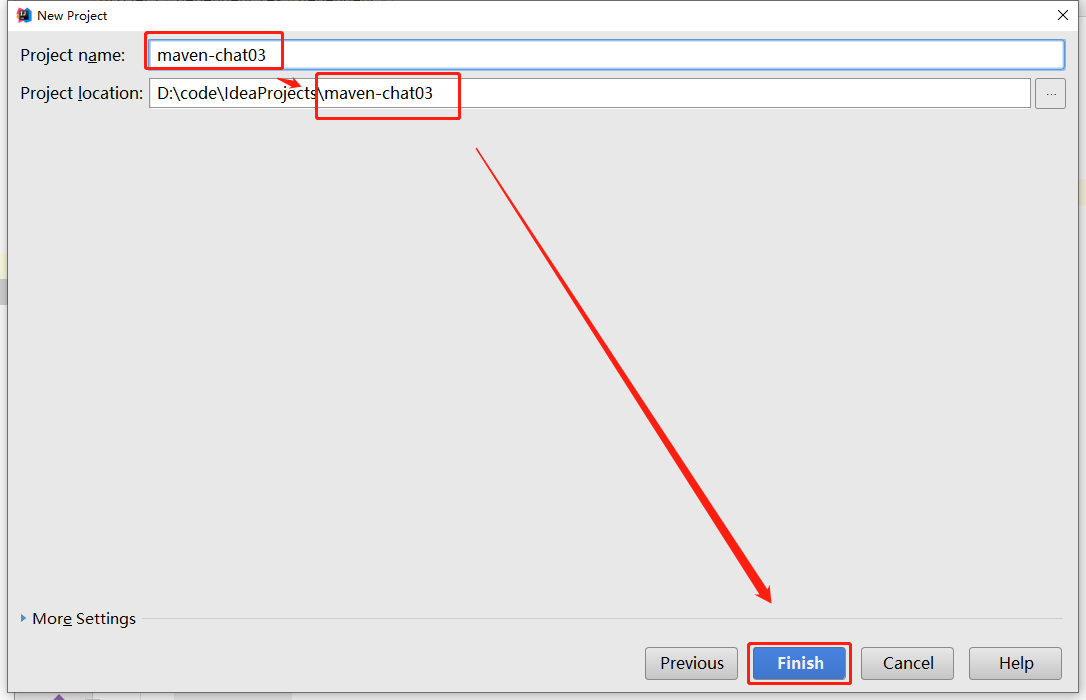 New Project
Project name: maven-chat03
Project location: D:\code\IdeaProjects\maven-chat03 ...
More Settings
Previous Finish Cancel Help